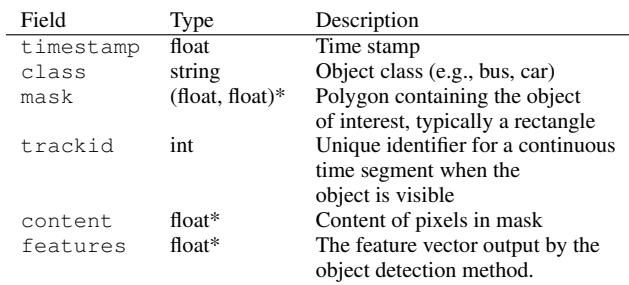 Field Type Description
timestamp float Time stamp
class string Object class (e.g., bus, car)
mask (float, float)* Polygon containing the object
of interest, typically a rectangle
trackid int Unique identifier for a continuous
time segment when the
object is visible
content float* Content of pixels in mask
features float* The feature vector output by the
object detection method.